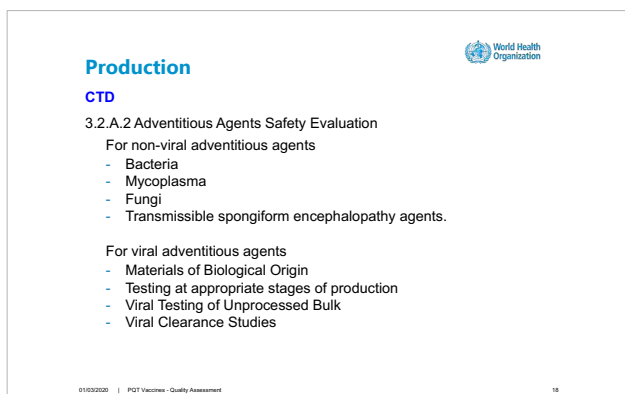 World Health
Organization
Production
CTD
3.2.A.2 Adventitious Agents Safety Evaluation
For non-viral adventitious agents
- Bacteria
- Mycoplasma
- Fungi
- Transmissible spongiform encephalopathy agents.
For viral adventitious agents
- Materials of Biological Origin
- Testing at appropriate stages of production
- Viral Testing of Unprocessed Bulk
- Viral Clearance Studies
01/03/2020 | PQT Vaccines - Quality Assessment 18